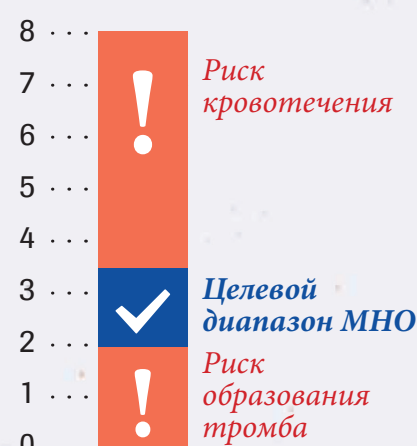 8 . . .
7 . . .
6 . . .
5 . . .
4 . . .
3 . . .
2 . . .
1 . . .
0
!
Риск
кровотечения
Целевой
диапазон МНО
!
Риск
образования
тромба